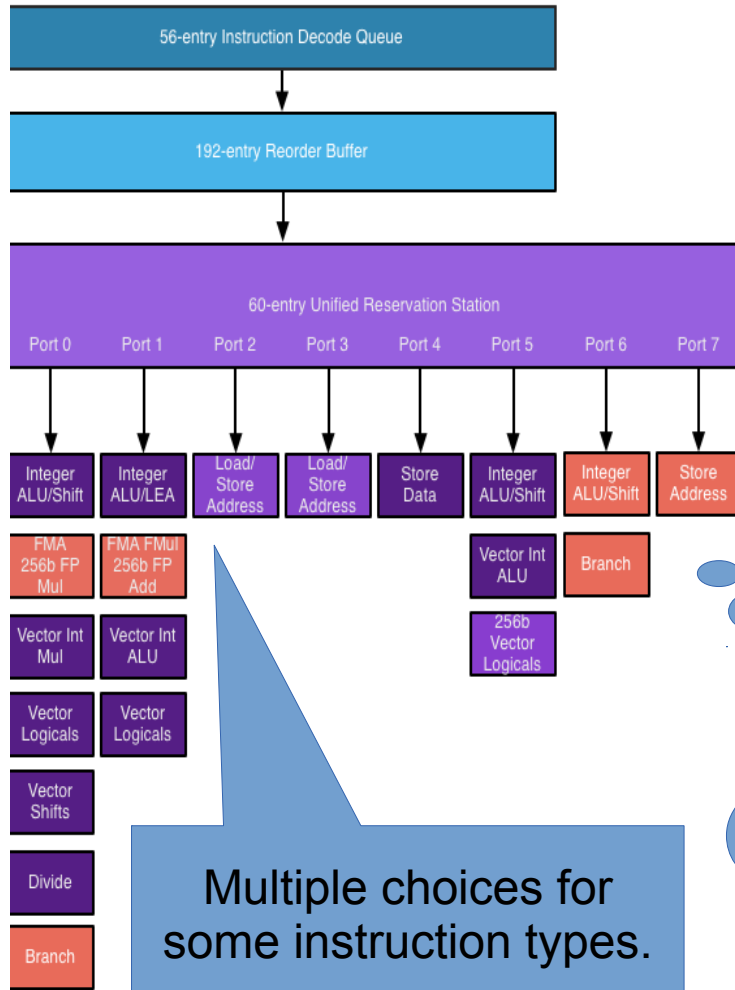 56-entry Instruction Decode Queue
192-entry Reorder Buffer
60-entry Unified Reservation Station
Port 0 Port 1 Port 2 Port 3 Port 4 Port 5 Port 6 Port 7
Integer
ALU/Shift
Integer
ALU/LEA
Load/
Store
Address
Load/
Store
Address
Store
Data
Integer
ALU/Shift
Integer
ALU/Shift
Store
Address
FMA
256b FP
Mul
FMA FMul
256b FP
Add
Vector Int
ALU
Branch
Vector Int
Mul
Vector Int
ALU
256b
Vector
Logicals
Vector
Logicals
Vector
Logicals
Vector
Shifts
Divide
Branch
Multiple choices for
some instruction types.